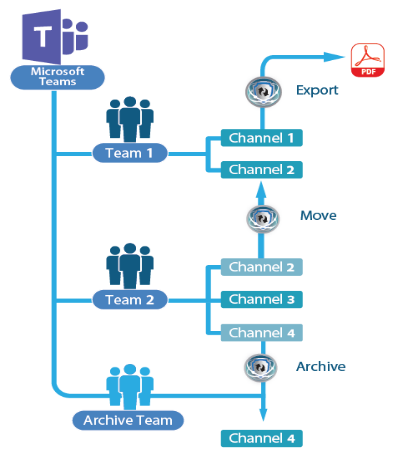 T
Microsoft
Teams
PDF
Export
Team 1
Channel 1
Channel 2
Move
Team 2
Channel 2
Channel 3
Channel 4
Archive
Archive Team
Channel 4